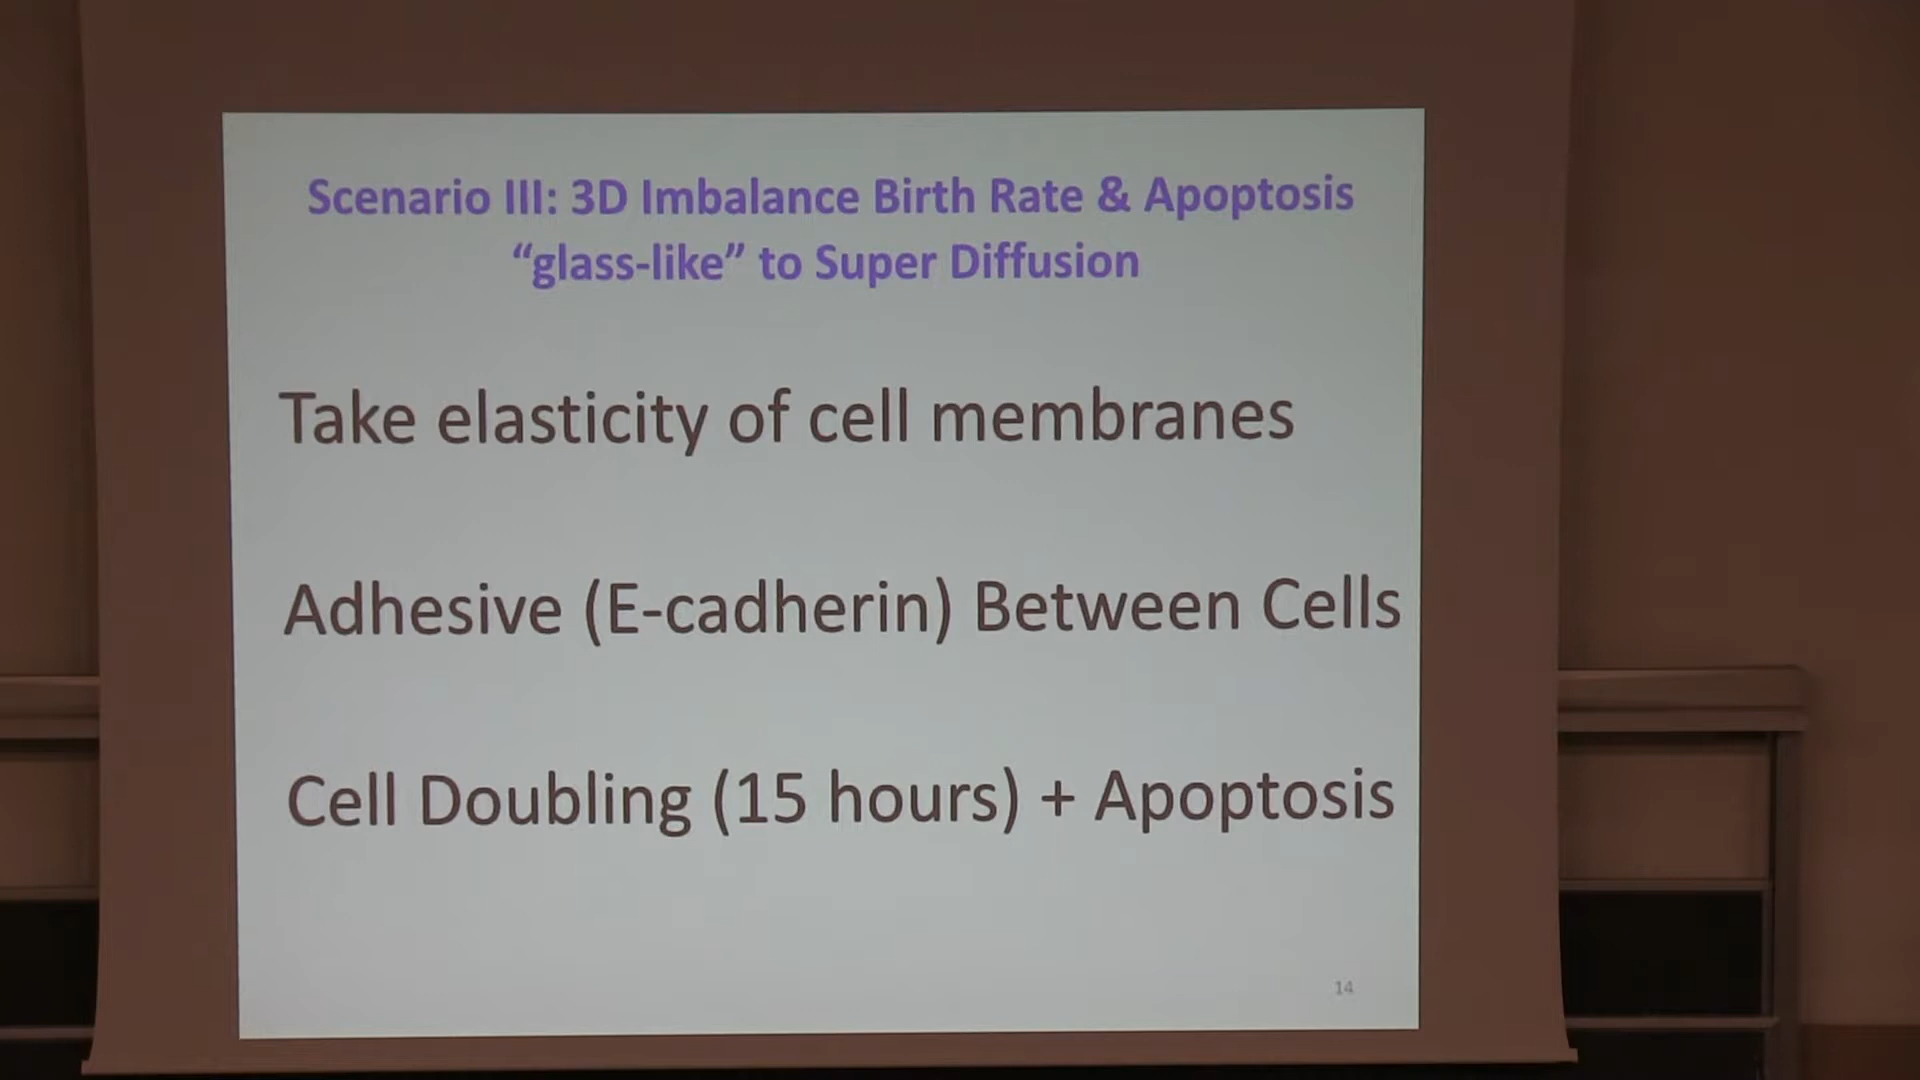 Scenario III: 3D Imbalance Birth Rate & Apoptosis
“glass-like” to Super Diffusion
Take elasticity of cell membranes
Adhesive (E-cadherin) Between Cells
Cell Doubling (15 hours) + Apoptosis
14